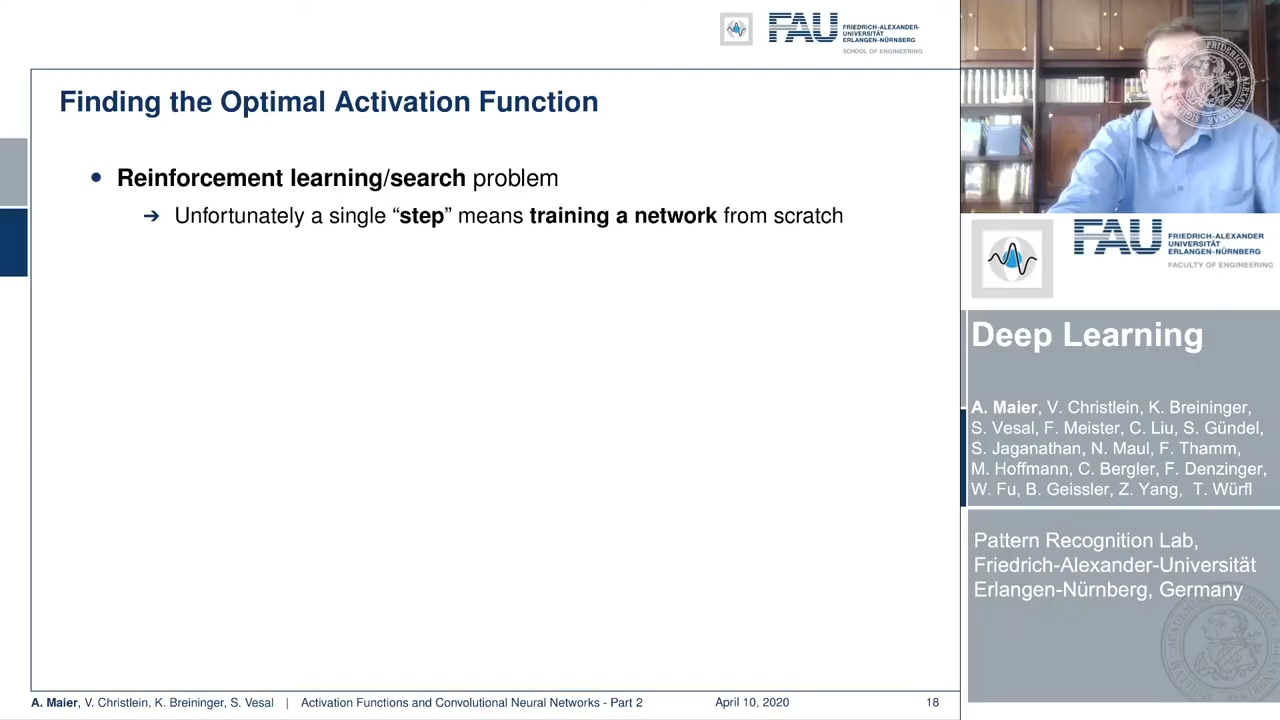 FAU
FRIEDRICH-ALEXANDER-
UNIVERSITÄT
ERLANGEN-NÜRNBERG
SCHOOL OF ENGINEERING
Finding the Optimal Activation Function
• Reinforcement learning/search problem
➔ Unfortunately a single “step” means training a network from scratch
A. Maier, V. Christlein, K. Breininger, S. Vesal | Activation Functions and Convolutional Neural Networks - Part 2 April 10, 2020 18
FAU
FRIEDRICH-ALEXANDER
UNIVERSITÄT
ERLANGEN-NÜRNBERG
FACULTY OF ENGINEERING
Deep Learning
A. Maier, V. Christlein, K. Breininger,
S. Vesal, F. Meister, C. Liu, S. Gündel,
S. Jaganathan, N. Maul, F. Thamm,
M. Hoffmann, C. Bergler, F. Denzinger,
W. Fu, B. Geissler, Z. Yang, T. Würfl
Pattern Recognition Lab,
Friedrich-Alexander-Universität
Erlangen-Nürnberg, Germany